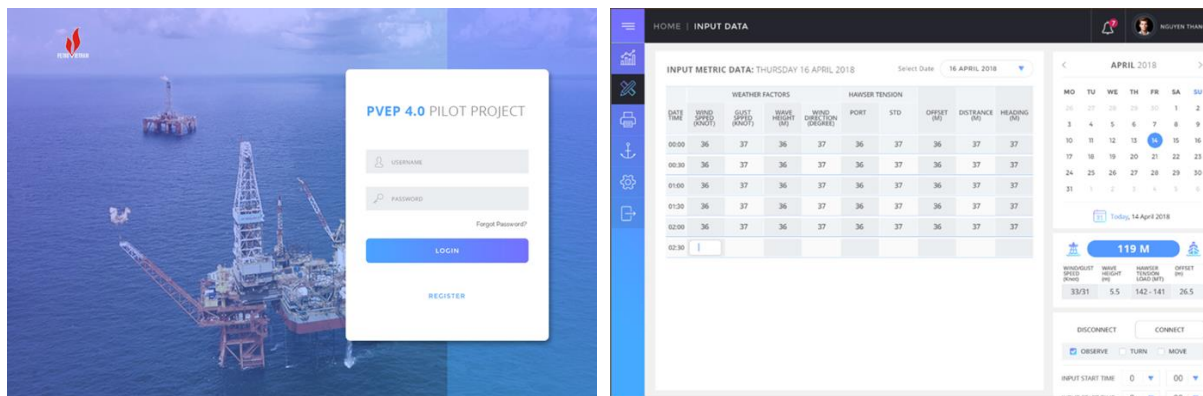 PETROVIETNAM
PVEP 4.0 PILOT PROJECT
USERNAME
PASSWORD
Forgot Password?
LOGIN
REGISTER
HOME | INPUT DATA
7
NGUYEN THAN
INPUT METRIC DATA: THURSDAY 16 APRIL 2018
Select Date 16 APRIL 2018
WEATHER FACTORS HAWSER TENSION
DATE TIME WIND SPPED (KNOT) GUST SPPED (KNOT) WAVE HEIGHT (M) WIND DIRECTION (DEGREE) PORT STD OFFSET (M) DISTRANCE (M) HEADING (M)
00:00 36 37 36 37 36 37 36 37 37
00:30 36 37 36 37 36 37 36 37 37
01:00 36 37 36 37 36 37 36 37 37
01:30 36 37 36 37 36 37 36 37 37
02:00 36 37 36 37 36 37 36 37 37
02:30
< APRIL 2018 >
MO TU WE TH FR SA SU
26 27 28 29 30 1 2
3 4 5 6 7 8 9
10 11 12 13 14 15 16
17 18 19 20 21 22 23
24 25 26 27 28 29 30
31 1 2 3 4 5 6
Today, 14 April 2018
119 M
WIND/GUST SPEED (Knot) WAVE HEIGHT (m) HAWSER TENSION LOAD (MT) OFFSET (m)
33/31 5.5 142 - 141 26.5
DISCONNECT CONNECT
OBSERVE TURN MOVE
INPUT START TIME 0 00